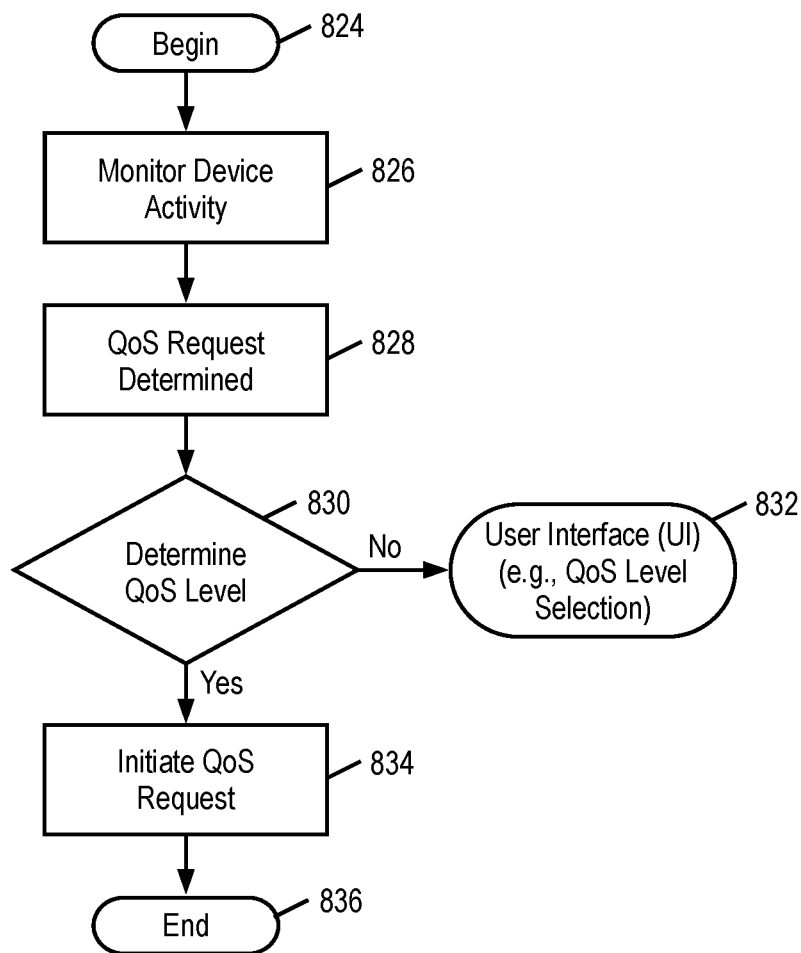 Begin
824
Monitor Device
Activity
826
QoS Request
Determined
828
830
Determine
QoS Level
No
User Interface (UI)
(e.g., QoS Level
Selection)
832
Yes
Initiate QoS
Request
834
End
836